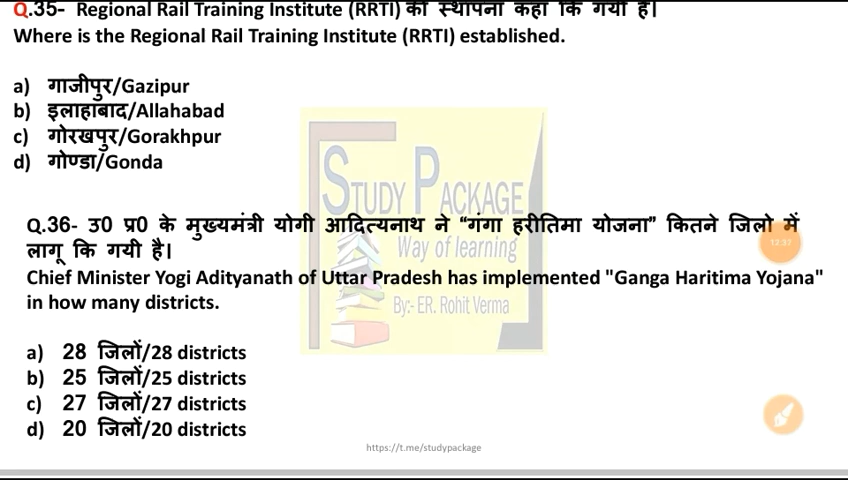 Q.35- Regional Rail Training Institute (RRTI) की स्थापना कहा कि गयी हैं|
Where is the Regional Rail Training Institute (RRTI) established.
a) गाजीपुर/Gazipur
b) इलाहाबाद/Allahabad
c) गोरखपुर/Gorakhpur
d) गोण्डा/Gonda
STUDY PACKAGE
Way of learning
By:- ER. Rohit Verma
Q.36- उ0 प्र0 के मुख्यमंत्री योगी आदित्यनाथ ने “गंगा हरीतिमा योजना” कितने जिलो में
लागू कि गयी है|
12:37
Chief Minister Yogi Adityanath of Uttar Pradesh has implemented "Ganga Haritima Yojana"
in how many districts.
a) 28 जिलों/28 districts
b) 25 जिलों/25 districts
c) 27 जिलों/27 districts
d) 20 जिलों/20 districts
https://t.me/studypackage